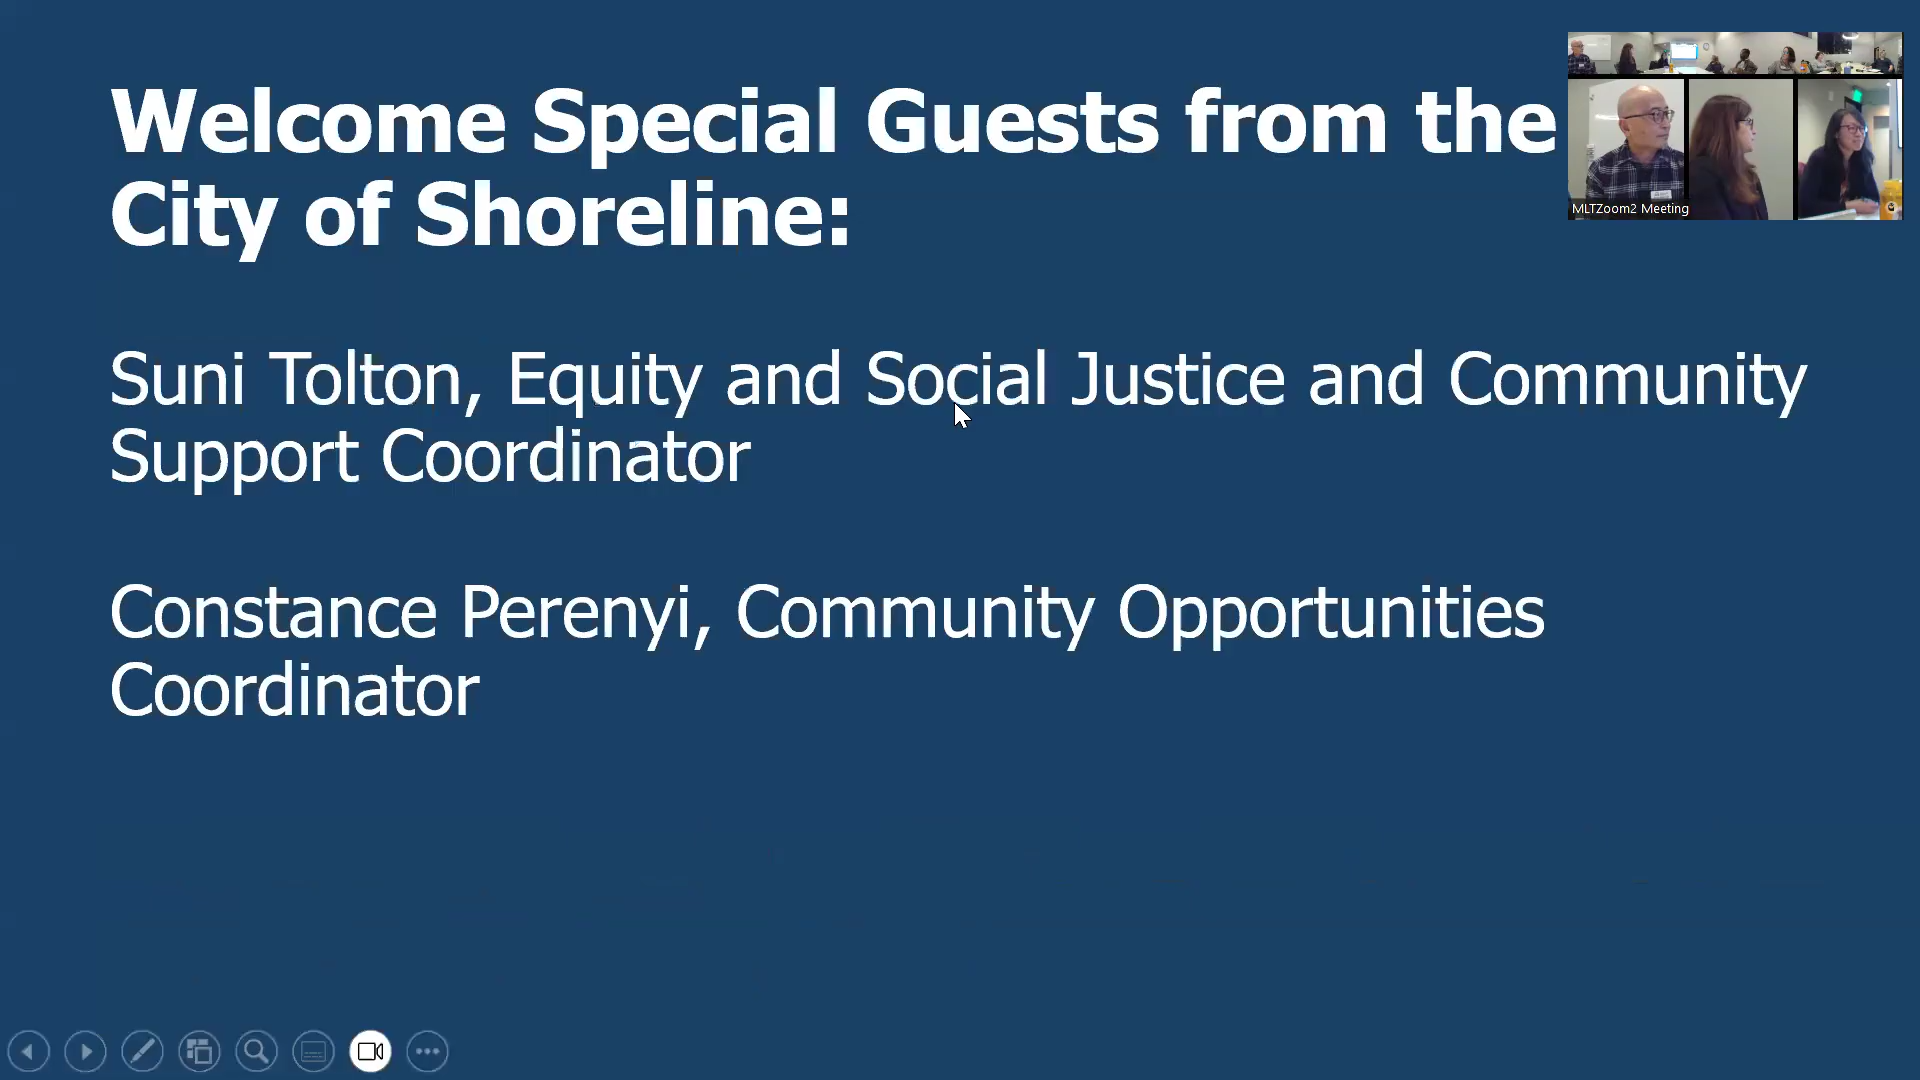 Welcome Special Guests from the
City of Shoreline:
Suni Tolton, Equity and Social Justice and Community
Support Coordinator
Constance Perenyi, Community Opportunities
Coordinator
MLTZoom2 Meeting